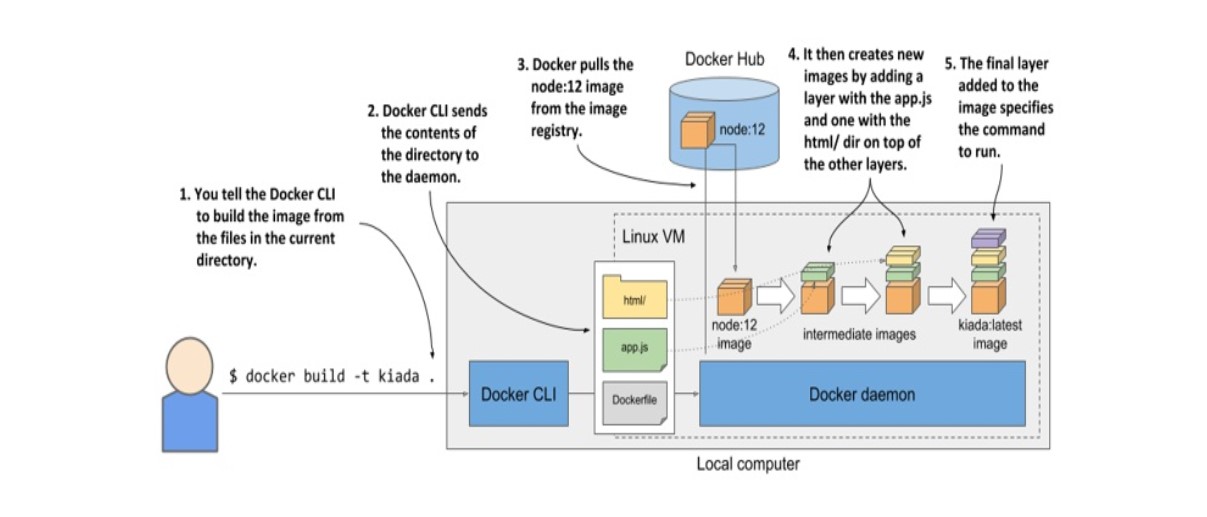 1. You tell the Docker CLI
to build the image from
the files in the current
directory.
2. Docker CLI sends
the contents of
the directory to
the daemon.
3. Docker pulls the
node:12 image
from the image
registry.
Docker Hub
node:12
4. It then creates new
images by adding a
layer with the app.js
and one with the
html/ dir on top of
the other layers.
5. The final layer
added to the
image specifies
the command
to run.
Linux VM
html/
app.js
Dockerfile
node:12
image
intermediate images
kiada:latest
image
$ docker build -t kiada .
Docker CLI
Docker daemon
Local computer